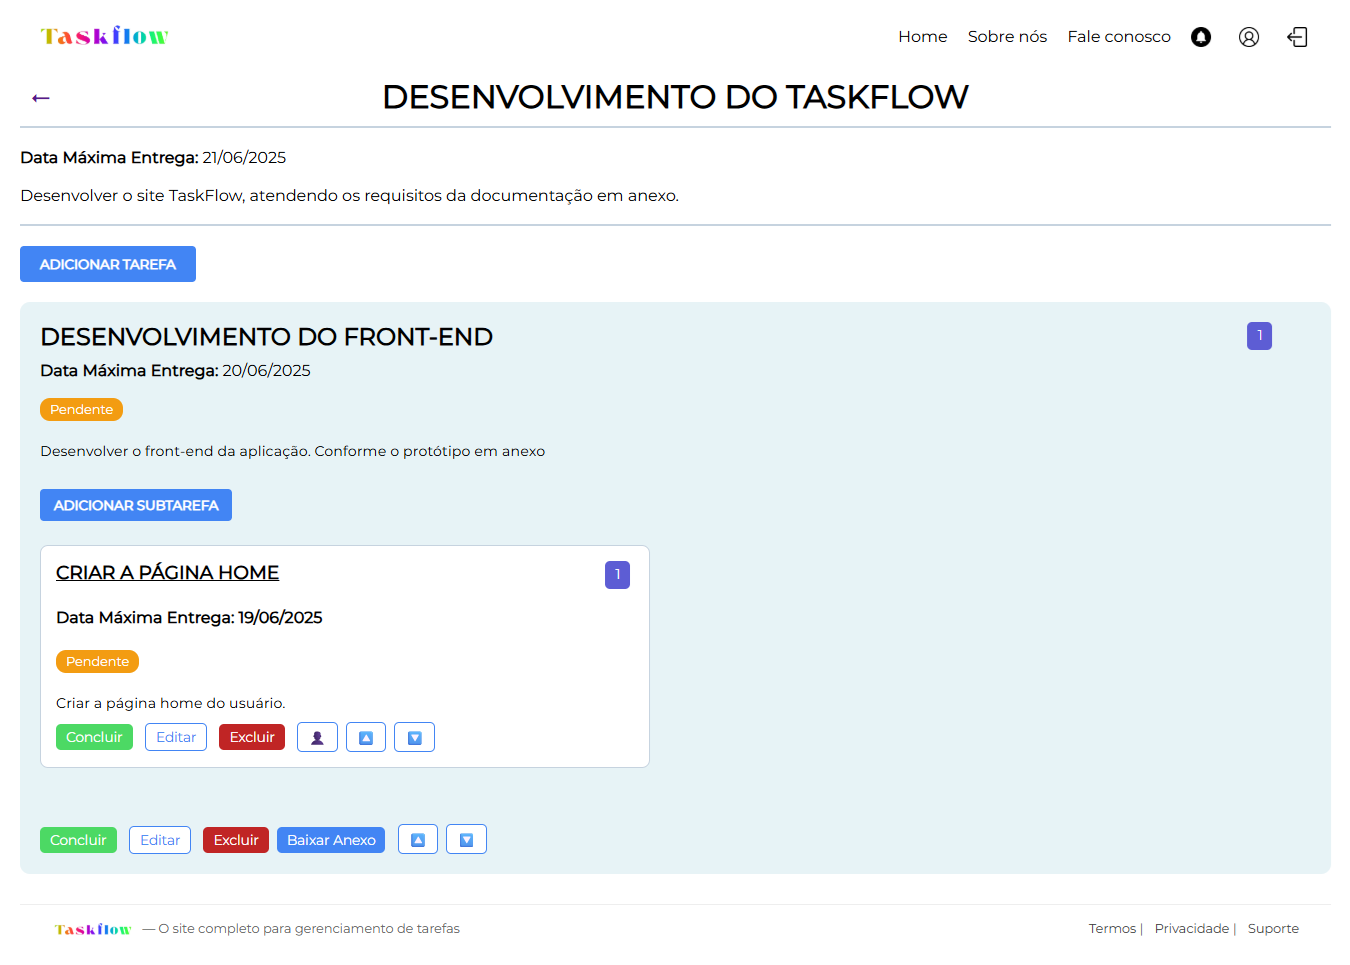 Taskflow
Home Sobre nós Fale conosco
←
DESENVOLVIMENTO DO TASKFLOW
Data Máxima Entrega: 21/06/2025
Desenvolver o site TaskFlow, atendendo os requisitos da documentação em anexo.
ADICIONAR TAREFA
DESENVOLVIMENTO DO FRONT-END
1
Data Máxima Entrega: 20/06/2025
Pendente
Desenvolver o front-end da aplicação. Conforme o protótipo em anexo
ADICIONAR SUBTAREFA
CRIAR A PÁGINA HOME
1
Data Máxima Entrega: 19/06/2025
Pendente
Criar a página home do usuário.
Concluir Editar Excluir
Concluir Editar Excluir Baixar Anexo
Taskflow — O site completo para gerenciamento de tarefas
Termos | Privacidade | Suporte